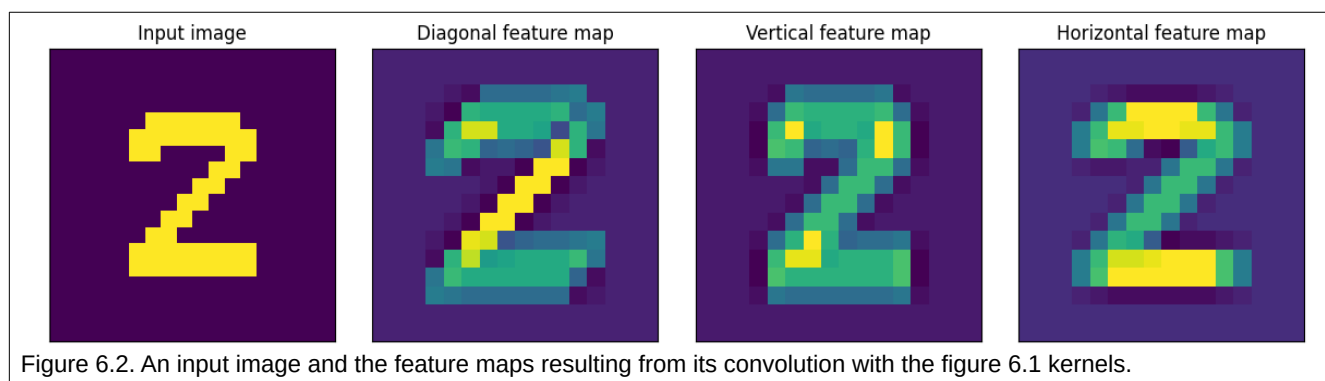 Input image
Diagonal feature map
Vertical feature map
Horizontal feature map
2
Figure 6.2. An input image and the feature maps resulting from its convolution with the figure 6.1 kernels.